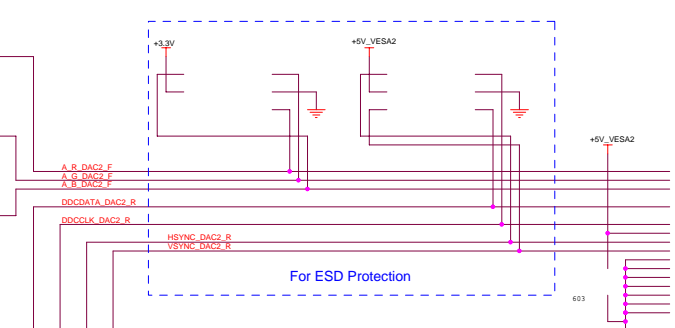 +3.3V
+5V_VESA2
+5V_VESA2
A_R_DAC2_F
A_G_DAC2_F
A_B_DAC2_F
DDCDATA_DAC2_R
DDCCLK_DAC2_R
HSYNC_DAC2_R
VSYNC_DAC2_R
For ESD Protection
603